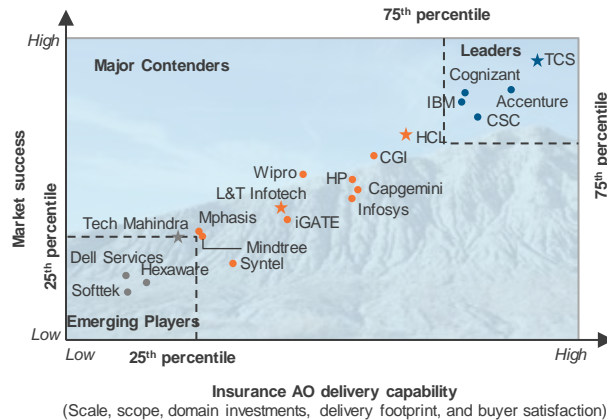 75th percentile
High
Leaders
Major Contenders
TCS
Cognizant
IBM
Accenture
CSC
75th percentile
HCL
CGI
Market success
25th percentile
Wipro
HP
L&T Infotech
Capgemini
Infosys
Tech Mahindra
Mphasis
iGATE
Mindtree
Dell Services
Hexaware
Syntel
Softtek
Emerging Players
Low
Low
25th percentile
High
Insurance AO delivery capability
(Scale, scope, domain investments, delivery footprint, and buyer satisfaction)